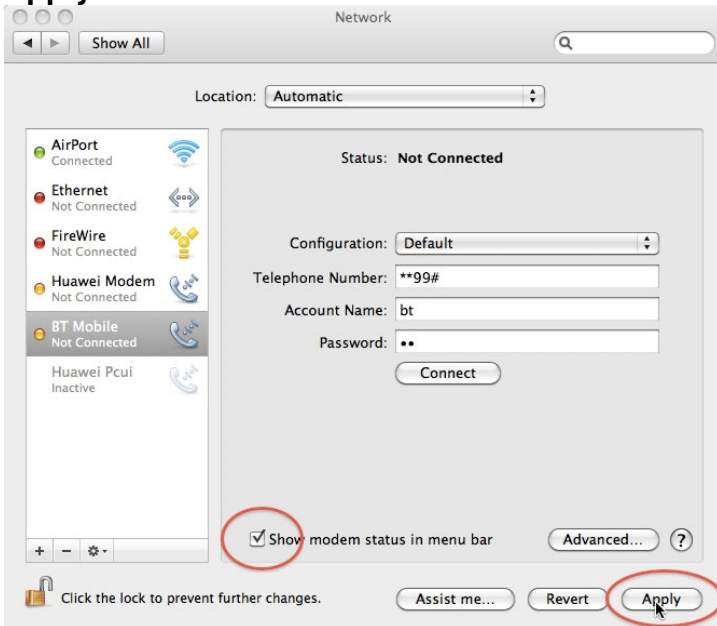 Network
Show All
Location: Automatic
AirPort
Connected
Ethernet
Not Connected
FireWire
Not Connected
Huawei Modem
Not Connected
BT Mobile
Not Connected
Huawei Pcui
Inactive
Status: Not Connected
Configuration: Default
Telephone Number: **99#
Account Name: bt
Password: ••
Connect
Show modem status in menu bar
Advanced...
?
Click the lock to prevent further changes.
Assist me...
Revert
Apply